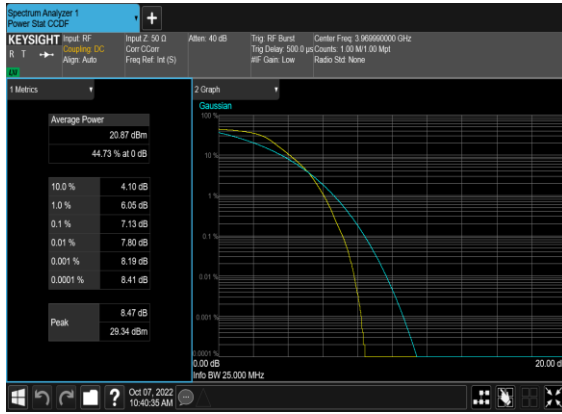 Spectrum Analyzer 1
Power Stat CCDF
+
KEYSIGHT
R T
LXI
Input: RF
Coupling: DC
Align: Auto
Input Z: 50 Ω
Corr CCorr
Freq Ref: Int (S)
Atten: 40 dB
Trig: RF Burst
Trig Delay: 500.0 µs
#IF Gain: Low
Center Freq: 3.969990000 GHz
Counts: 1.00 M/1.00 Mpt
Radio Std: None
1 Metrics
Average Power
20.87 dBm
44.73 % at 0 dB
10.0 % 4.10 dB
1.0 % 6.05 dB
0.1 % 7.13 dB
0.01 % 7.80 dB
0.001 % 8.19 dB
0.0001 % 8.41 dB
Peak 8.47 dB
29.34 dBm
2 Graph
Gaussian
100 %
10 %
1 %
0.1 %
0.01 %
0.001 %
0.0001 %
0.00 dB 20.00 dB
Info BW 25.000 MHz
?
Oct 07, 2022
10:40:35 AM